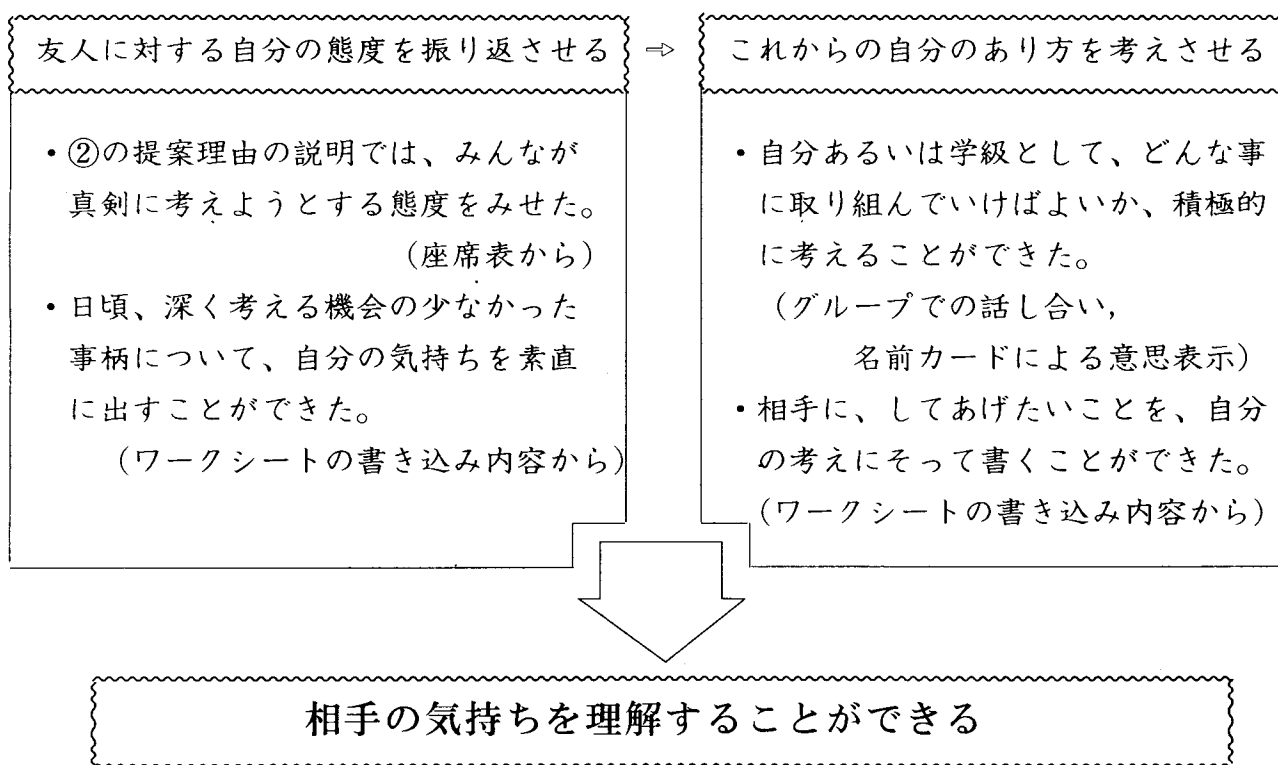 友人に対する自分の態度を振り返させる
⇨
これからの自分のあり方を考えさせる
・②の提案理由の説明では、みんなが
真剣に考えようとする態度をみせた。
(座席表から)
・日頃、深く考える機会の少なかった
事柄について、自分の気持ちを素直
に出すことができた。
(ワークシートの書き込み内容から)
・自分あるいは学級として、どんな事
に取り組んでいけばよいか、積極的
に考えることができた。
(グループでの話し合い,
名前カードによる意思表示)
・相手に、してあげたいことを、自分
の考えにそって書くことができた。
(ワークシートの書き込み内容から)
相手の気持ちを理解することができる